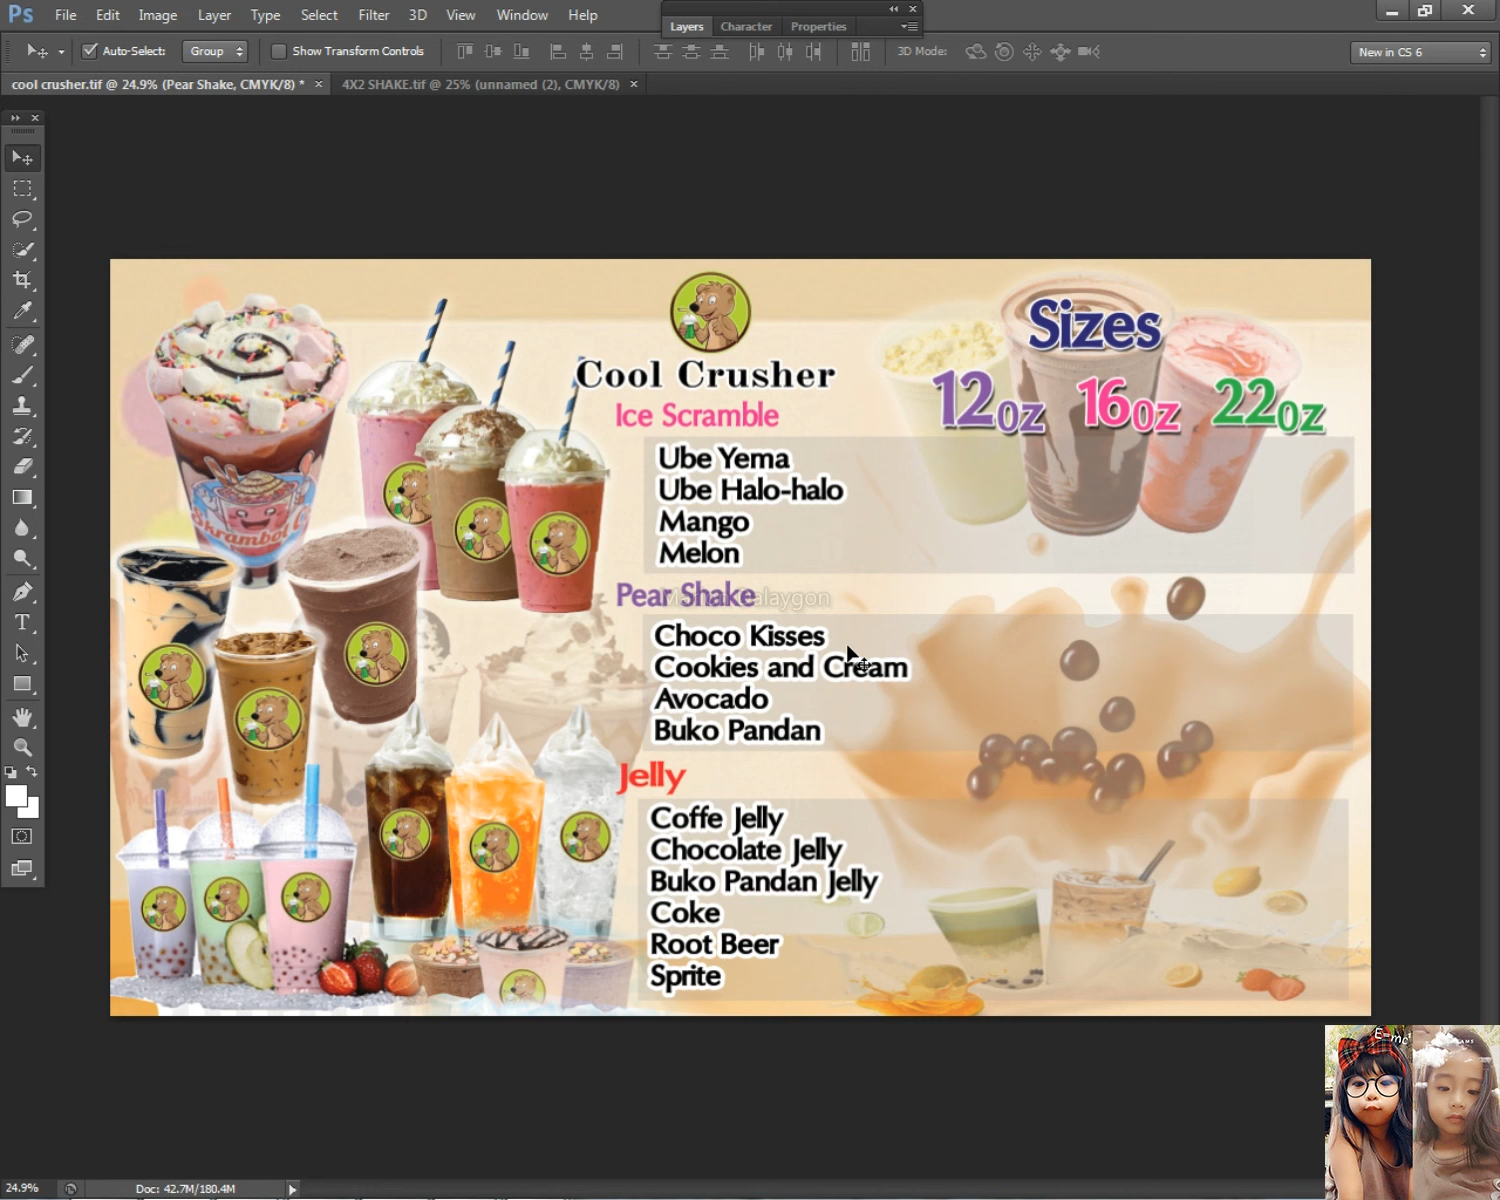 Ps File Edit Image Layer Type Select Filter 3D View Window Help
Layers Character Properties
Auto-Select: Group Show Transform Controls 3D Mode: New in CS 6
cool crusher.tif @ 24.9% (Pear Shake, CMYK/8) * × 4X2 SHAKE.tif @ 25% (unnamed (2), CMYK/8) ×
Cool Crusher
Sizes
12oz 16oz 22oz
Ice Scramble
Ube Yema
Ube Halo-halo
Mango
Melon
Pear Shake
Choco Kisses
Cookies and Cream
Avocado
Buko Pandan
Jelly
Coffe Jelly
Chocolate Jelly
Buko Pandan Jelly
Coke
Root Beer
Sprite
E=mc²
24.9% Doc: 42.7M/180.4M